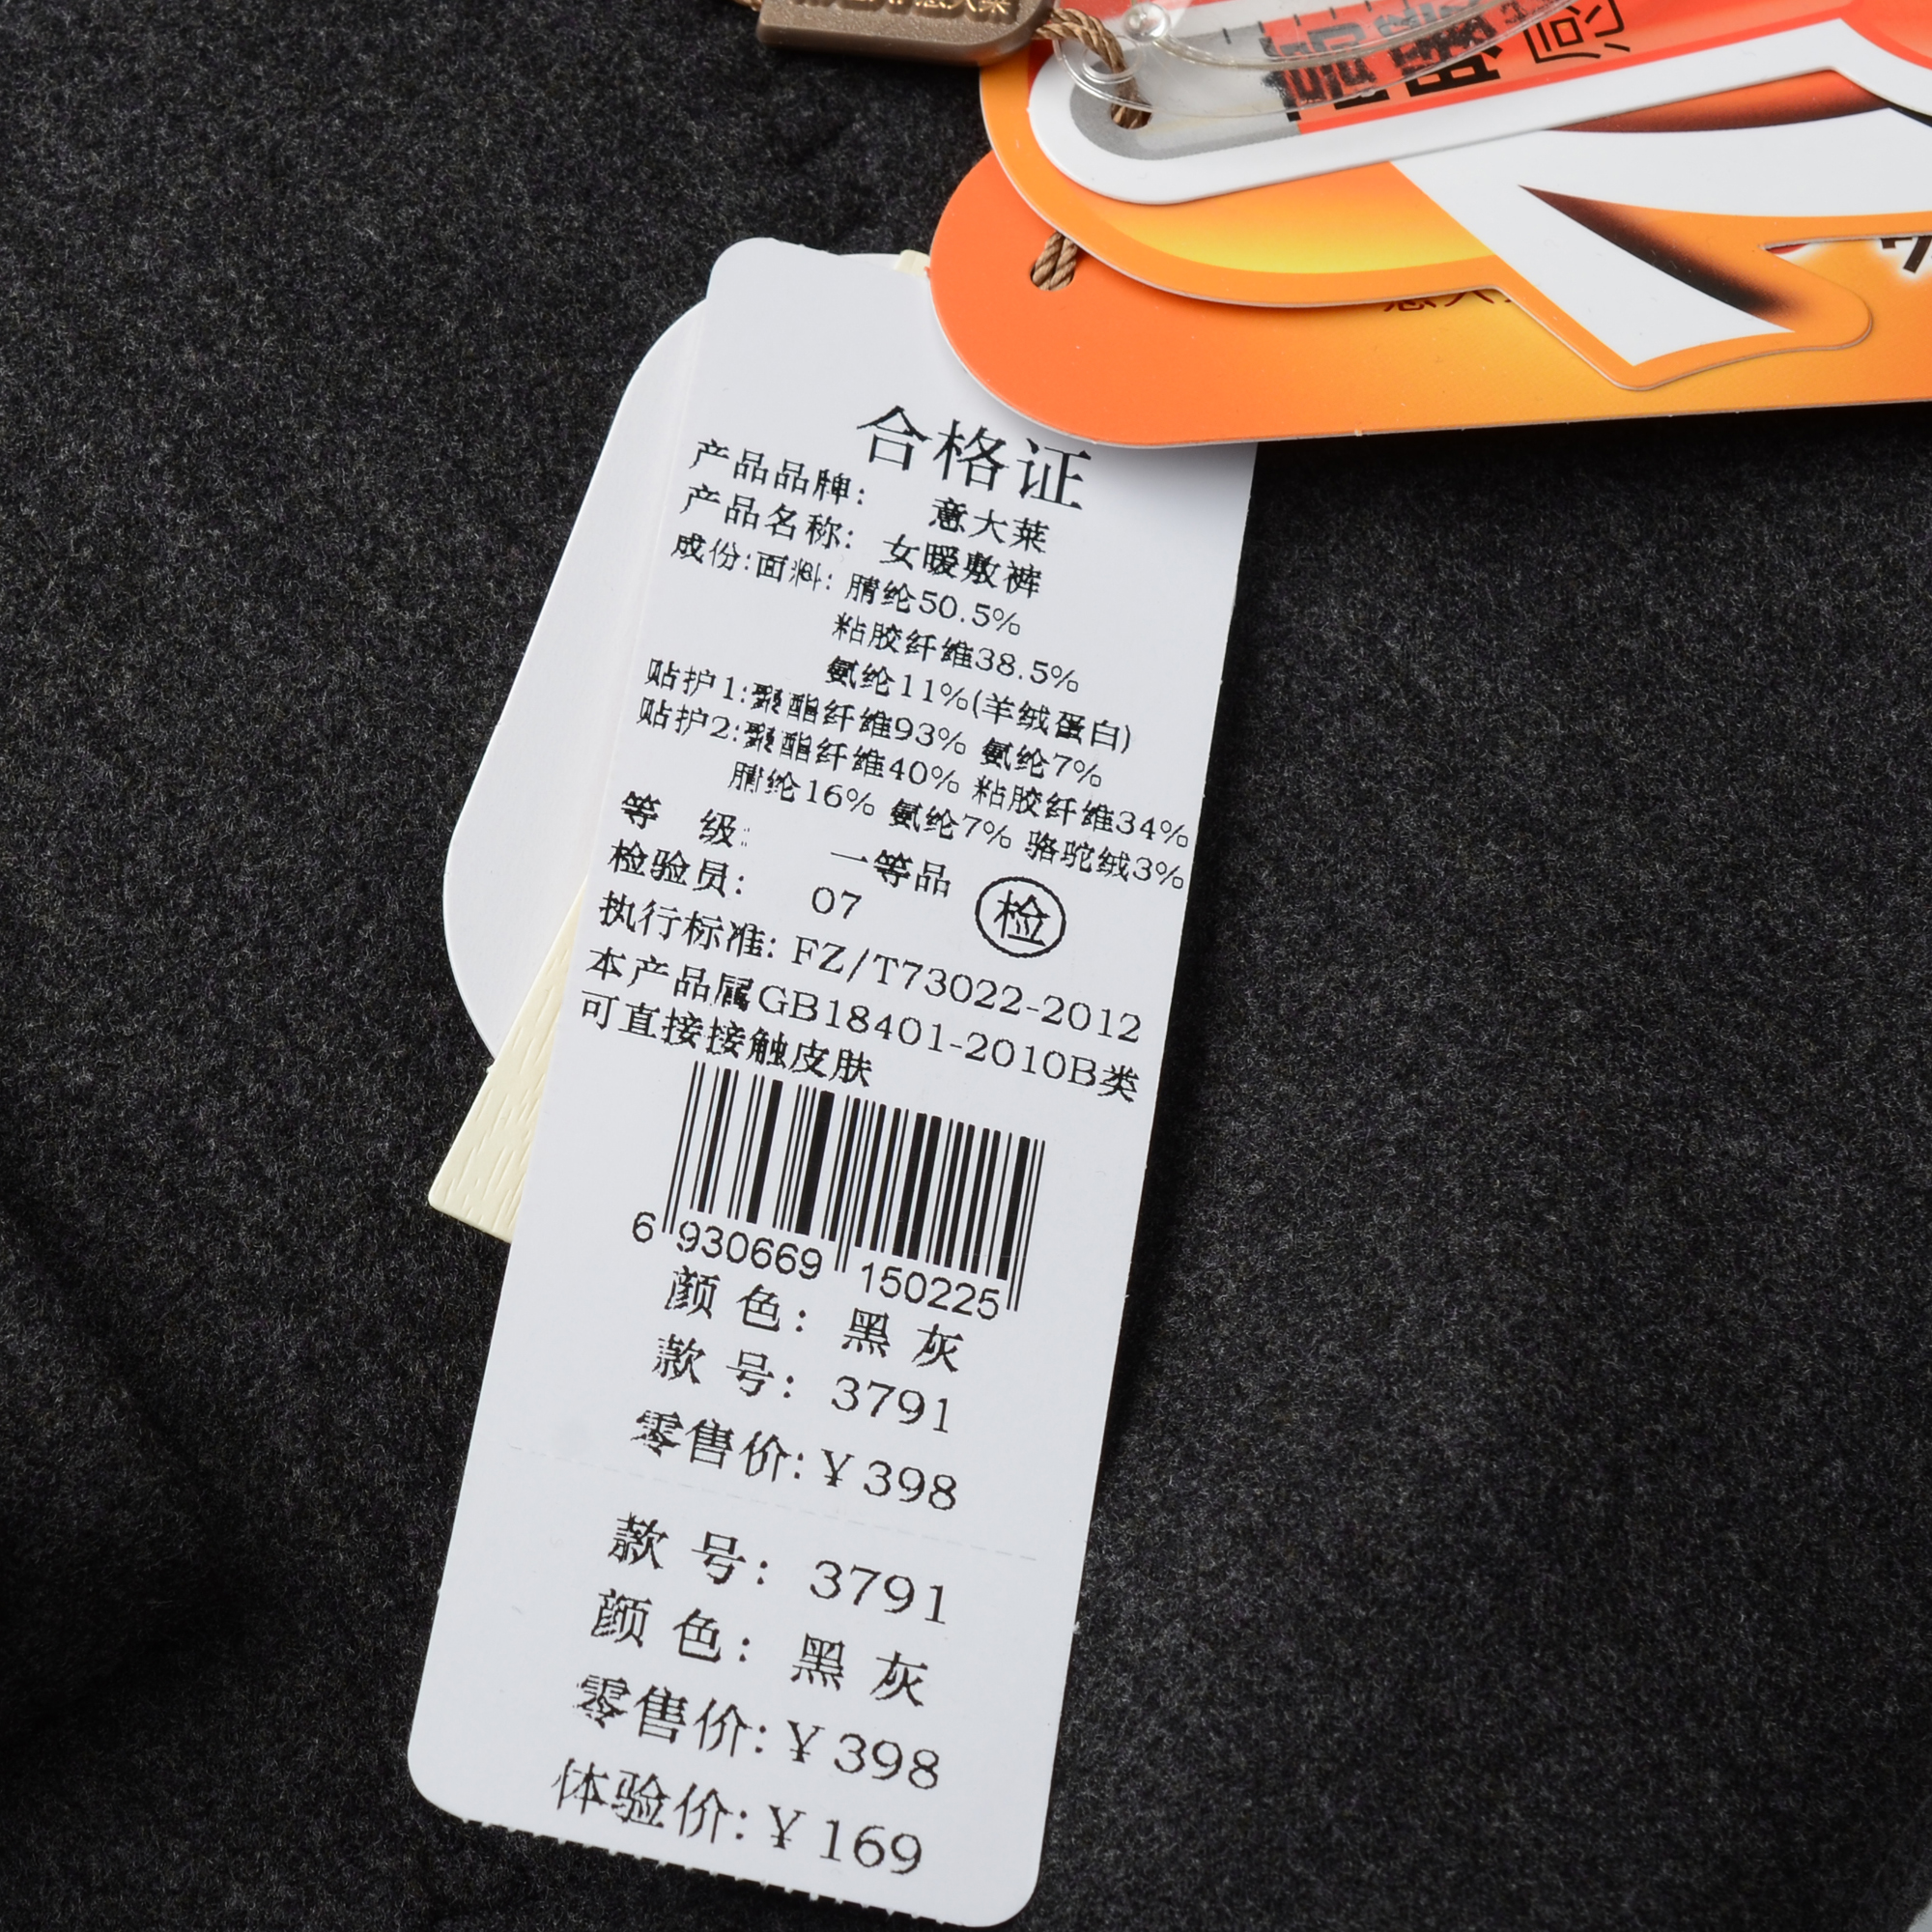 合格证
产品品牌: 意大莱
产品名称: 女暖敷裤
成份:面料: 腈纶50.5%
粘胶纤维38.5%
氨纶11%(羊绒蛋白)
贴护1:聚酯纤维93% 氨纶7%
贴护2:聚酯纤维40% 粘胶纤维34%
腈纶16% 氨纶7% 骆驼绒3%
等 级: 一等品
检验员: 07 检
执行标准: FZ/T73022-2012
本产品属GB18401-2010B类
可直接接触皮肤
6 930669 150225
颜 色: 黑 灰
款 号: 3791
零售价:¥398
款 号: 3791
颜 色: 黑 灰
零售价:¥398
体验价:¥169